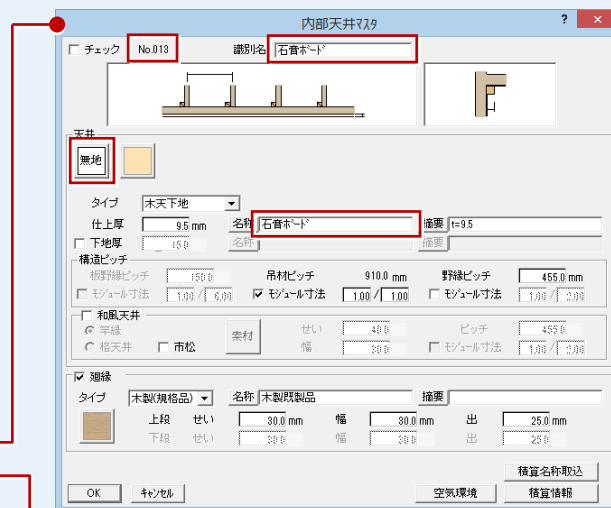 内部天井ﾏｽﾀ ? ×
チェック No.013 識別名 石膏ﾎﾞｰﾄﾞ
天井
無地
タイプ 木天下地
仕上厚 9.5 mm 名称 石膏ﾎﾞｰﾄﾞ 摘要 t=9.5
下地厚 15.0 名称 摘要
構造ピッチ
板野縁ピッチ 150.0 吊材ピッチ 910.0 mm 野縁ピッチ 455.0 mm
モジュール寸法 1.00 / 6.00 モジュール寸法 1.00 / 1.00 モジュール寸法 1.00 / 2.00
和風天井
竿縁 素材 せい 40.0 ピッチ 455.0
格天井 市松 幅 30.0 モジュール寸法 1.00 / 2.00
廻縁
タイプ 木製(規格品) 名称 木製既製品 摘要
上段 せい 30.0 mm 幅 30.0 mm 出 25.0 mm
下段 せい 30.0 幅 30.0 出 25.0
積算名称取込
OK ｷｬﾝｾﾙ 空気環境 積算情報